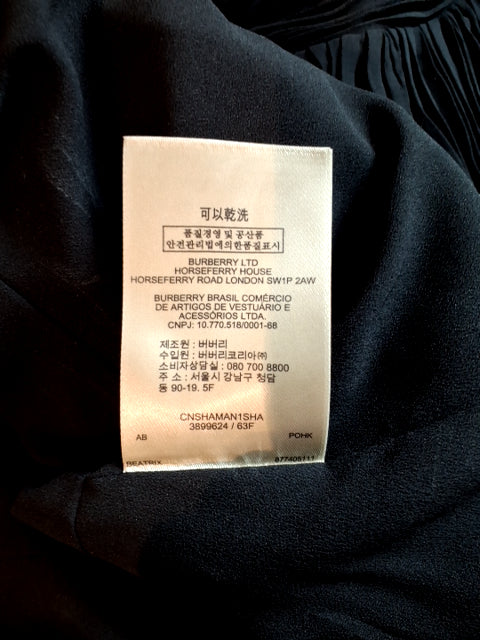 可以乾洗
품질경영 및 공산품
안전관리법에의한품질표시
BURBERRY LTD
HORSEFERRY HOUSE
HORSEFERRY ROAD LONDON SW1P 2AW
BURBERRY BRASIL COMÉRCIO
DE ARTIGOS DE VESTUÁRIO E
ACESSÓRIOS LTDA.
CNPJ: 10.770.518/0001-88
제조원 : 버버리
수입원 : 버버리코리아㈜
소비자상담실 : 080 700 8800
주 소 : 서울시 강남구 청담
동 90-19. 5F
CNSHAMAN1SHA
3899624 / 63F
AB POHK
BEATRIX 877405111